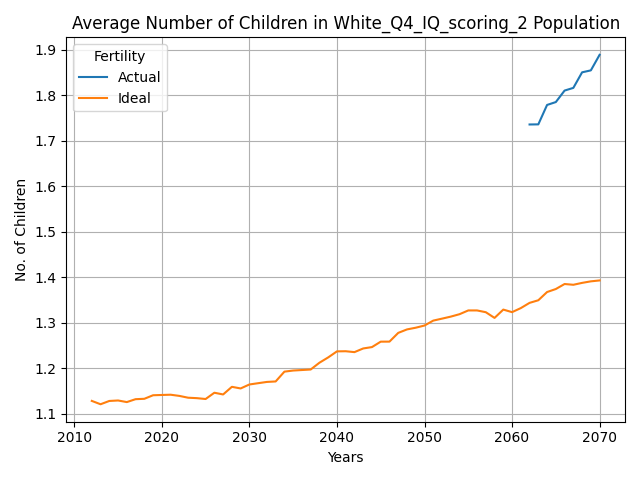 Average Number of Children in White_Q4_IQ_scoring_2 Population
Fertility
Actual
Ideal
No. of Children
1.9
1.8
1.7
1.6
1.5
1.4
1.3
1.2
1.1
2010 2020 2030 2040 2050 2060 2070
Years